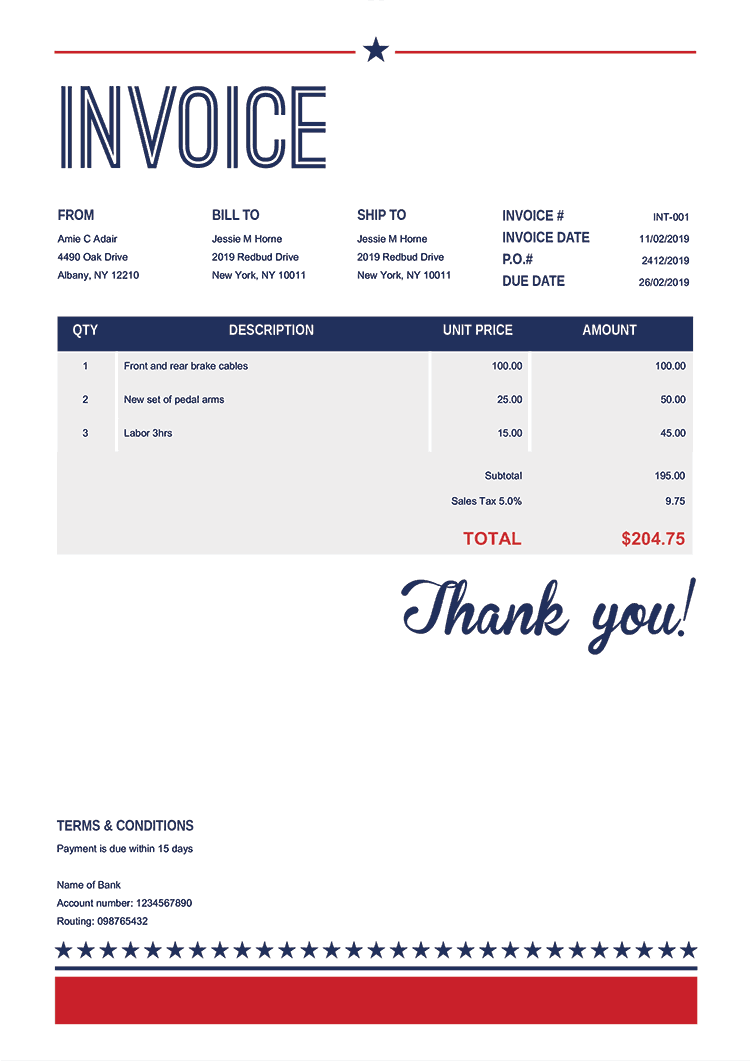 INVOICE
FROM
Amie C Adair
4490 Oak Drive
Albany, NY 12210
BILL TO
Jessie M Horne
2019 Redbud Drive
New York, NY 10011
SHIP TO
Jessie M Horne
2019 Redbud Drive
New York, NY 10011
INVOICE # INT-001
INVOICE DATE 11/02/2019
P.O.# 2412/2019
DUE DATE 26/02/2019
QTY DESCRIPTION UNIT PRICE AMOUNT
1 Front and rear brake cables 100.00 100.00
2 New set of pedal arms 25.00 50.00
3 Labor 3hrs 15.00 45.00
Subtotal 195.00
Sales Tax 5.0% 9.75
TOTAL $204.75
Thank you!
TERMS & CONDITIONS
Payment is due within 15 days
Name of Bank
Account number: 1234567890
Routing: 098765432